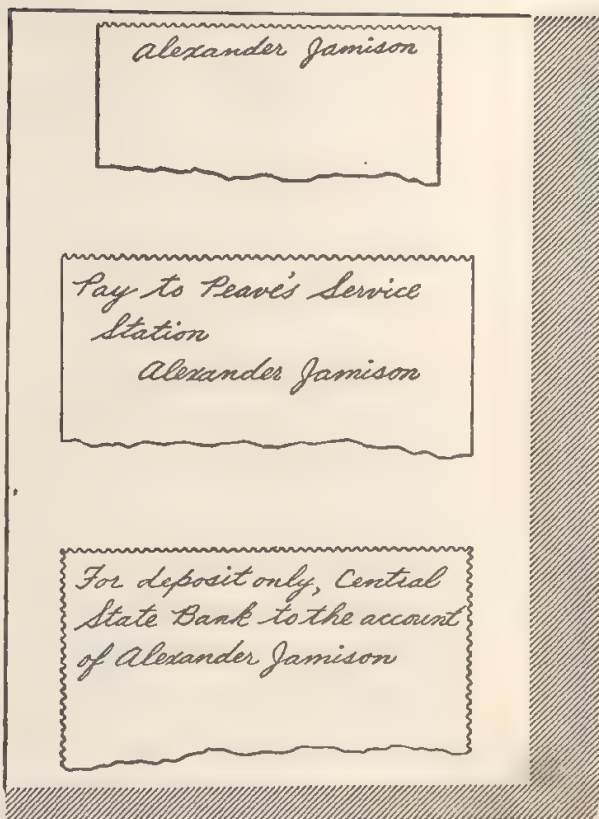 Alexander Jamison
Pay to Peave's Service
Station
Alexander Jamison
For deposit only, Central
State Bank to the account
of Alexander Jamison